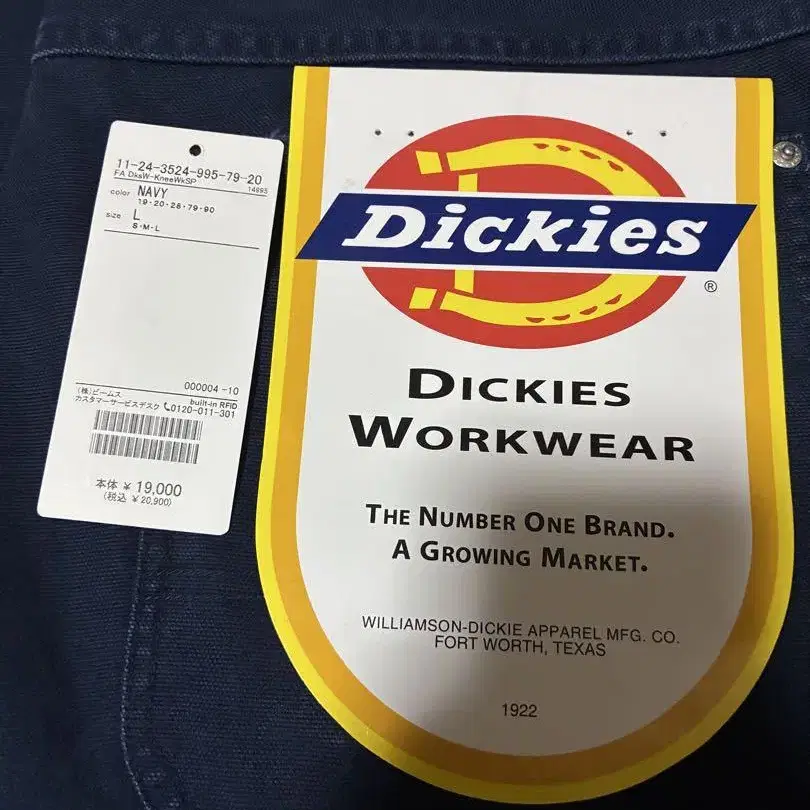 11-24-3524-995-79-20
FA DksW-KneeWkSP
14995
color NAVY
19・20・28・79・90
size L
S・M・L
000004 -10
(株)ビームス
built-in RFID
カスタマーサービスデスク 0120-011-301
本体 ¥ 19,000
(税込 ¥ 20,900)
Dickies
®
DICKIES
WORKWEAR
THE NUMBER ONE BRAND.
A GROWING MARKET.
WILLIAMSON-DICKIE APPAREL MFG. CO.
FORT WORTH, TEXAS
1922